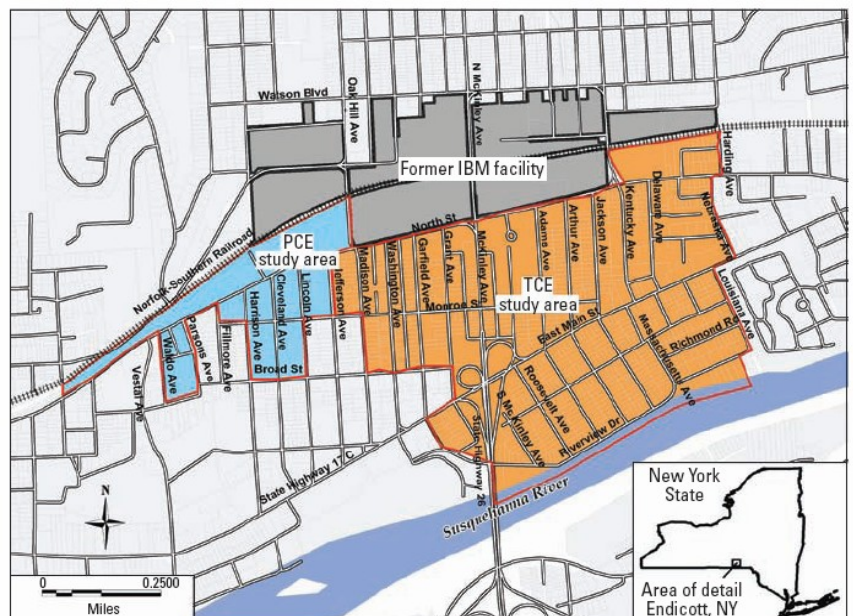 Watson Blvd
Oak Hill Ave
N McKinley Ave
Former IBM facility
Harding Ave
Norfolk-Southern Railroad
PCE
study area
North St
Kentucky Ave
Delaware Ave
Nebraska Ave
Jackson Ave
Arthur Ave
Adams Ave
McKinley Ave
Grant Ave
Garfield Ave
Washington Ave
Madison Ave
Jefferson Ave
Lincoln Ave
Cleveland Ave
Harrison Ave
Fillmore Ave
Parsons Ave
Waldo Ave
Vestal Ave
TCE
study area
Monroe St
East Main St
Broad St
Louisiana Ave
Massachusetts Ave
Richmond Rd
Roosevelt Ave
S McKinley Ave
Riverview Dr
State Highway 26
State Highway 17 C
Susquehanna River
N
0 0.2500
Miles
New York
State
Area of detail
Endicott, NY